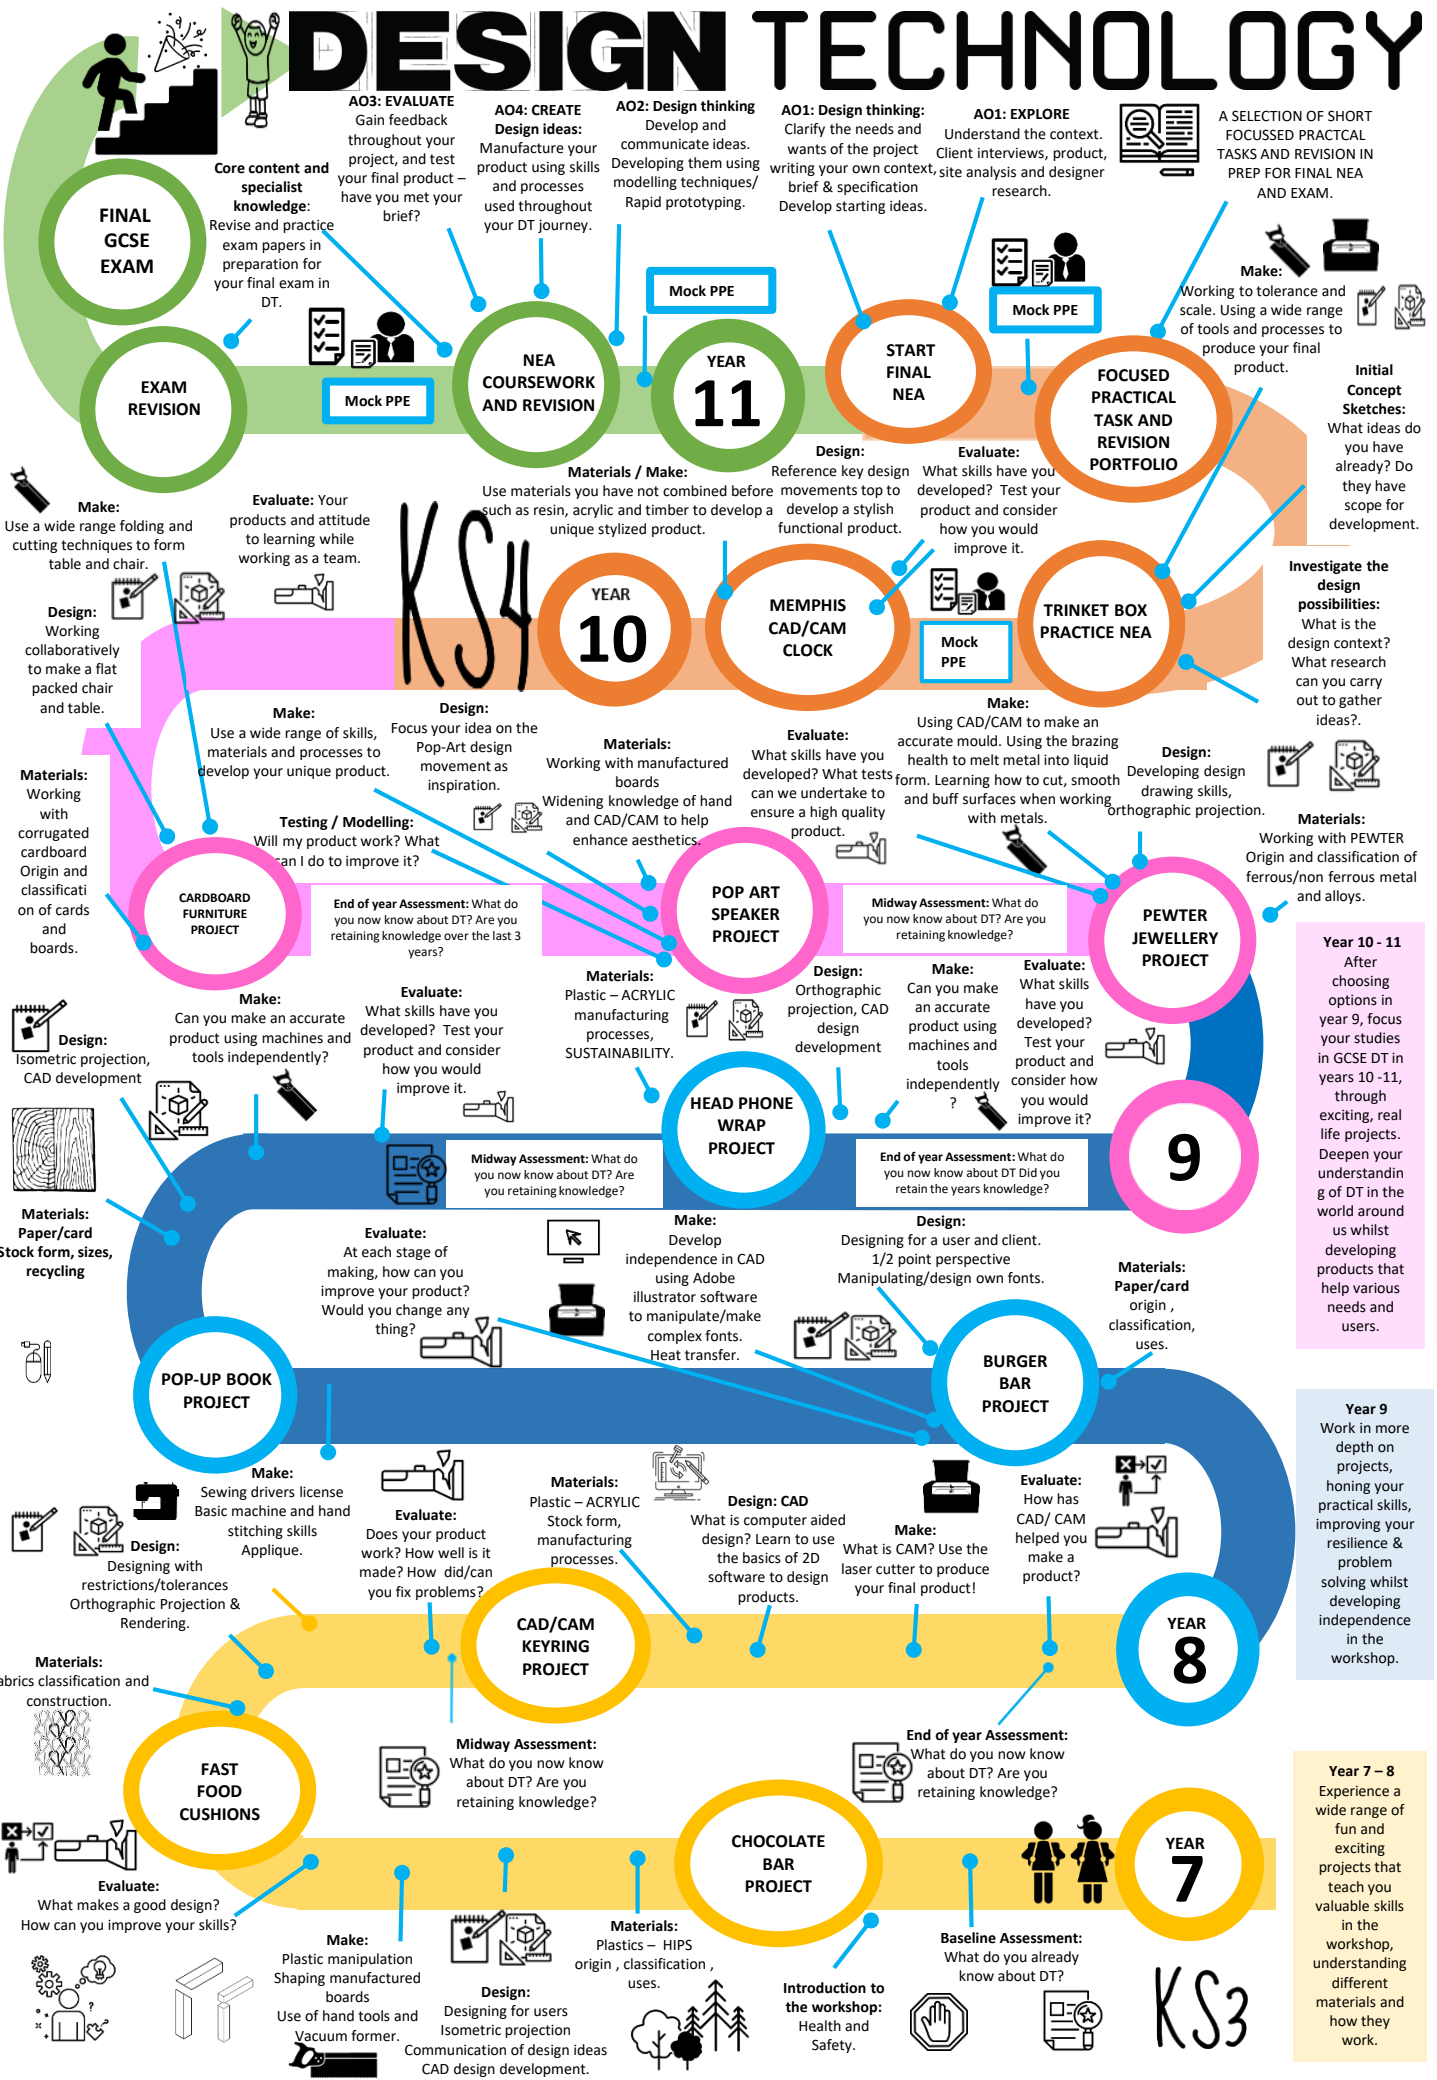 DESIGN TECHNOLOGY
AO3: EVALUATE
Gain feedback
throughout your
project, and test
your final product –
have you met your
brief?
AO4: CREATE
Design ideas:
Manufacture your
product using skills
and processes
used throughout
your DT journey.
AO2: Design thinking
Develop and
communicate ideas.
Developing them using
modelling techniques/
Rapid prototyping.
AO1: Design thinking:
Clarify the needs and
wants of the project
writing your own context,
brief & specification
Develop starting ideas.
AO1: EXPLORE
Understand the context.
Client interviews, product,
site analysis and designer
research.
A SELECTION OF SHORT
FOCUSSED PRACTCAL
TASKS AND REVISION IN
PREP FOR FINAL NEA
AND EXAM.
Core content and
specialist
knowledge:
Revise and practice
exam papers in
preparation for
your final exam in
DT.
FINAL
GCSE
EXAM
EXAM
REVISION
Mock PPE
NEA
COURSEWORK
AND REVISION
Mock PPE
YEAR
11
START
FINAL
NEA
Mock PPE
FOCUSED
PRACTICAL
TASK AND
REVISION
PORTFOLIO
Make:
Working to tolerance and
scale. Using a wide range
of tools and processes to
produce your final
product.
Initial
Concept
Sketches:
What ideas do
you have
already? Do
they have
scope for
development.
Make:
Use a wide range folding and
cutting techniques to form
table and chair.
Evaluate: Your
products and attitude
to learning while
working as a team.
Materials / Make:
Use materials you have not combined before
such as resin, acrylic and timber to develop a
unique stylized product.
Design:
Reference key design
movements top to
develop a stylish
functional product.
Evaluate:
What skills have you
developed? Test your
product and consider
how you would
improve it.
Investigate the
design
possibilities:
What is the
design context?
What research
can you carry
out to gather
ideas?.
Design:
Working
collaboratively
to make a flat
packed chair
and table.
KS4
YEAR
10
MEMPHIS
CAD/CAM
CLOCK
Mock
PPE
TRINKET BOX
PRACTICE NEA
Materials:
Working
with
corrugated
cardboard
Origin and
classificati
on of cards
and
boards.
Make:
Use a wide range of skills,
materials and processes to
develop your unique product.
Design:
Focus your idea on the
Pop-Art design
movement as
inspiration.
Testing / Modelling:
Will my product work? What
can I do to improve it?
Materials:
Working with manufactured
boards
Widening knowledge of hand
and CAD/CAM to help
enhance aesthetics.
Evaluate:
What skills have you
developed? What tests
can we undertake to
ensure a high quality
product.
Make:
Using CAD/CAM to make an
accurate mould. Using the brazing
health to melt metal into liquid
form. Learning how to cut, smooth
and buff surfaces when working
with metals.
Design:
Developing design
drawing skills,
orthographic projection.
Materials:
Working with PEWTER
Origin and classification of
ferrous/non ferrous metal
and alloys.
CARDBOARD
FURNITURE
PROJECT
End of year Assessment: What do
you now know about DT? Are you
retaining knowledge over the last 3
years?
POP ART
SPEAKER
PROJECT
Midway Assessment: What do
you now know about DT? Are you
retaining knowledge?
PEWTER
JEWELLERY
PROJECT
Year 10 - 11
After
choosing
options in
year 9, focus
your studies
in GCSE DT in
years 10 -11,
through
exciting, real
life projects.
Deepen your
understandin
g of DT in the
world around
us whilst
developing
products that
help various
needs and
users.
Design:
Isometric projection,
CAD development
Make:
Can you make an accurate
product using machines and
tools independently?
Evaluate:
What skills have you
developed? Test your
product and consider
how you would
improve it.
Materials:
Plastic – ACRYLIC
manufacturing
processes,
SUSTAINABILITY.
Design:
Orthographic
projection, CAD
design
development
Make:
Can you make
an accurate
product using
machines and
tools
independently
?
Evaluate:
What skills
have you
developed?
Test your
product and
consider how
you would
improve it?
Midway Assessment: What do
you now know about DT? Are
you retaining knowledge?
HEAD PHONE
WRAP
PROJECT
End of year Assessment: What do
you now know about DT Did you
retain the years knowledge?
9
Materials:
Paper/card
Stock form, sizes,
recycling
Evaluate:
At each stage of
making, how can you
improve your product?
Would you change any
thing?
Make:
Develop
independence in CAD
using Adobe
illustrator software
to manipulate/make
complex fonts.
Heat transfer.
Design:
Designing for a user and client.
1/2 point perspective
Manipulating/design own fonts.
Materials:
Paper/card
origin ,
classification,
uses.
POP-UP BOOK
PROJECT
BURGER
BAR
PROJECT
Year 9
Work in more
depth on
projects,
honing your
practical skills,
improving your
resilience &
problem
solving whilst
developing
independence
in the
workshop.
Make:
Sewing drivers license
Basic machine and hand
stitching skills
Applique.
Design:
Designing with
restrictions/tolerances
Orthographic Projection &
Rendering.
Evaluate:
Does your product
work? How well is it
made? How did/can
you fix problems?
Materials:
Plastic – ACRYLIC
Stock form,
manufacturing
processes.
Design: CAD
What is computer aided
design? Learn to use
the basics of 2D
software to design
products.
Make:
What is CAM? Use the
laser cutter to produce
your final product!
Evaluate:
How has
CAD/ CAM
helped you
make a
product?
Materials:
abrics classification and
construction.
CAD/CAM
KEYRING
PROJECT
YEAR
8
FAST
FOOD
CUSHIONS
Midway Assessment:
What do you now know
about DT? Are you
retaining knowledge?
End of year Assessment:
What do you now know
about DT? Are you
retaining knowledge?
CHOCOLATE
BAR
PROJECT
YEAR
7
Year 7 – 8
Experience a
wide range of
fun and
exciting
projects that
teach you
valuable skills
in the
workshop,
understanding
different
materials and
how they
work.
Evaluate:
What makes a good design?
How can you improve your skills?
Make:
Plastic manipulation
Shaping manufactured
boards
Use of hand tools and
Vacuum former.
Design:
Designing for users
Isometric projection
Communication of design ideas
CAD design development.
Materials:
Plastics – HIPS
origin , classification ,
uses.
Introduction to
the workshop:
Health and
Safety.
Baseline Assessment:
What do you already
know about DT?
KS3